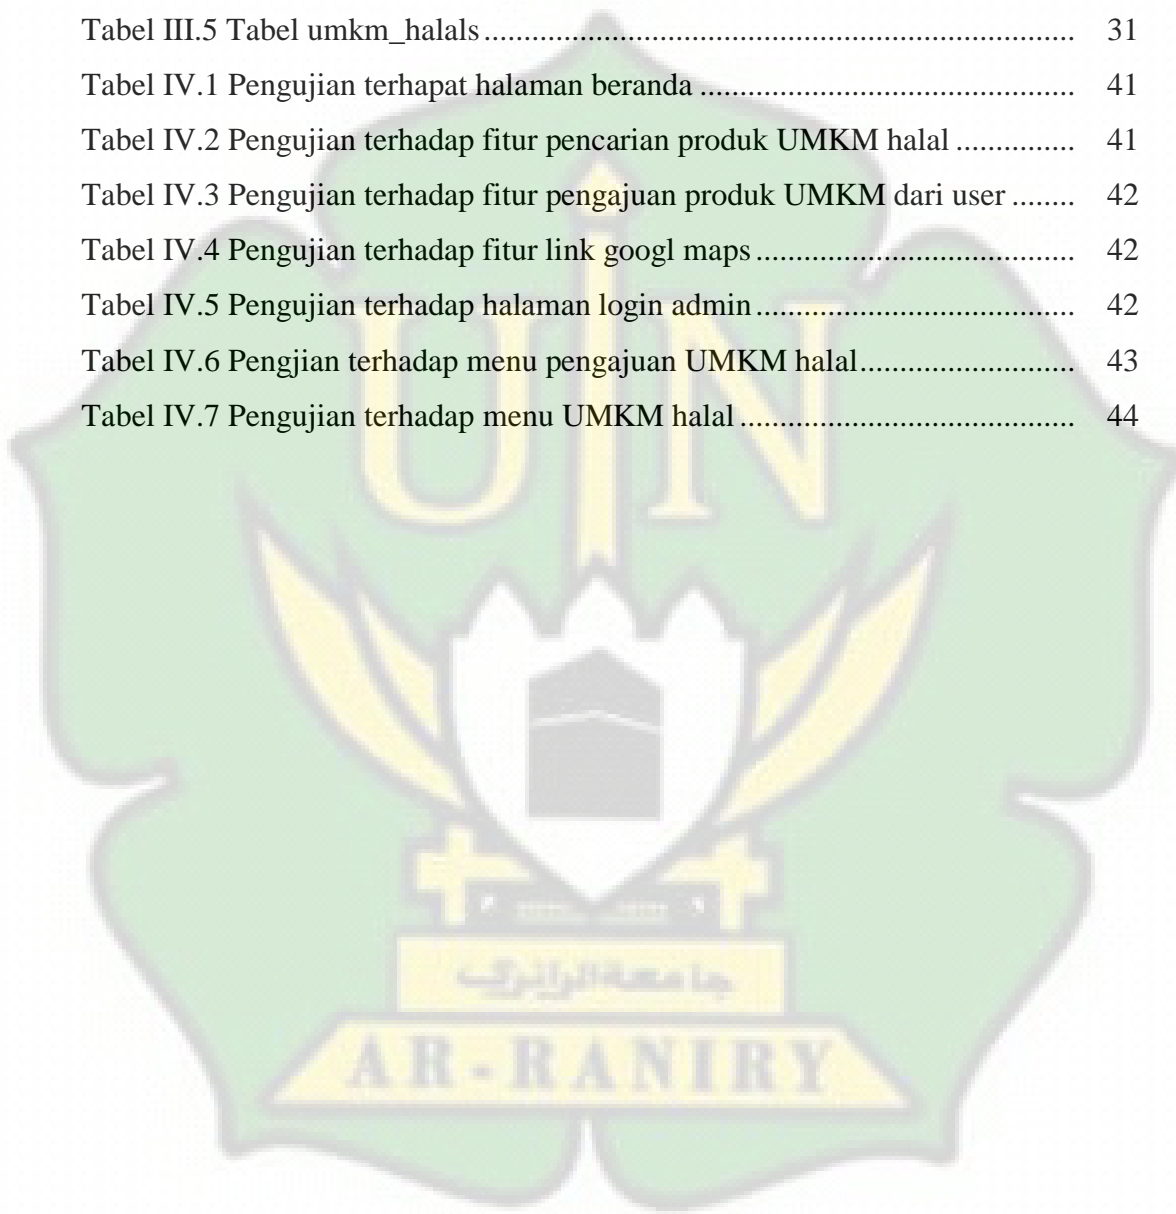 Tabel III.5 Tabel umkm_halals ........................................................................ 31
Tabel IV.1 Pengujian terhapat halaman beranda ............................................. 41
Tabel IV.2 Pengujian terhadap fitur pencarian produk UMKM halal ............... 41
Tabel IV.3 Pengujian terhadap fitur pengajuan produk UMKM dari user ........ 42
Tabel IV.4 Pengujian terhadap fitur link googl maps ....................................... 42
Tabel IV.5 Pengujian terhadap halaman login admin ....................................... 42
Tabel IV.6 Pengjian terhadap menu pengajuan UMKM halal .......................... 43
Tabel IV.7 Pengujian terhadap menu UMKM halal ......................................... 44
UIN
جامعة الرانري
AR-RANIRY